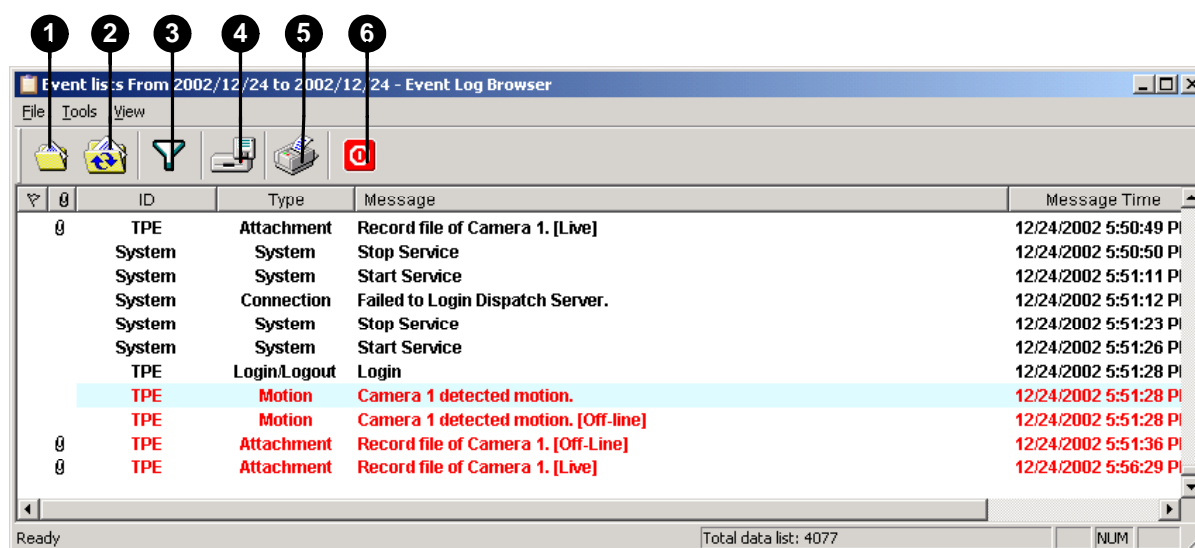 1 2 3 4 5 6
Event lists From 2002/12/24 to 2002/12/24 - Event Log Browser
File Tools View
ID Type Message Message Time
TPE Attachment Record file of Camera 1. [Live] 12/24/2002 5:50:49 P
System System Stop Service 12/24/2002 5:50:50 P
System System Start Service 12/24/2002 5:51:11 P
System Connection Failed to Login Dispatch Server. 12/24/2002 5:51:12 P
System System Stop Service 12/24/2002 5:51:23 P
System System Start Service 12/24/2002 5:51:26 P
TPE Login/Logout Login 12/24/2002 5:51:28 P
TPE Motion Camera 1 detected motion. 12/24/2002 5:51:28 P
TPE Motion Camera 1 detected motion. [Off-line] 12/24/2002 5:51:28 P
TPE Attachment Record file of Camera 1. [Off-Line] 12/24/2002 5:51:36 P
TPE Attachment Record file of Camera 1. [Live] 12/24/2002 5:56:29 P
Ready Total data list: 4077 NUM